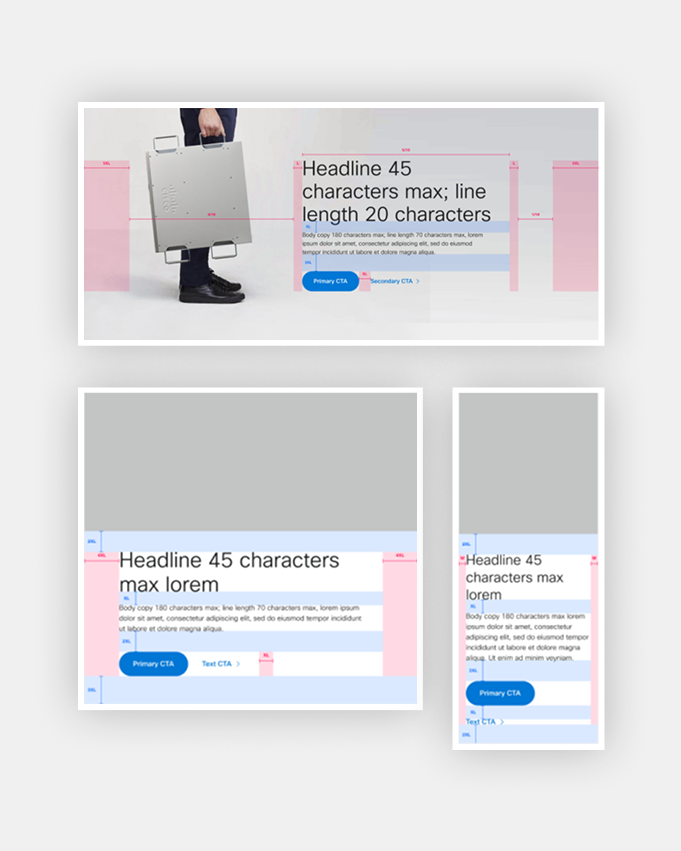 Headline 45
characters max; line
length 20 characters
Body copy 180 characters max; line length 70 characters max, lorem
ipsum dolor sit amet, consectetur adipiscing elit, sed do eiusmod
tempor incididunt ut labore et dolore magna aliqua.
Primary CTA
Secondary CTA
Headline 45 characters
max lorem
Body copy 180 characters max; line length 70 characters max, lorem ipsum
dolor sit amet, consectetur adipiscing elit, sed do eiusmod tempor incididunt
ut labore et dolore magna aliqua.
Primary CTA
Text CTA
Headline 45
characters max
lorem
Body copy 180 characters max lorem
ipsum dolor sit amet, consectetur
adipiscing elit, sed do eiusmod tempor
incididunt ut labore et dolore magna
aliqua. Ut enim ad minim veyniam.
Primary CTA
Text CTA